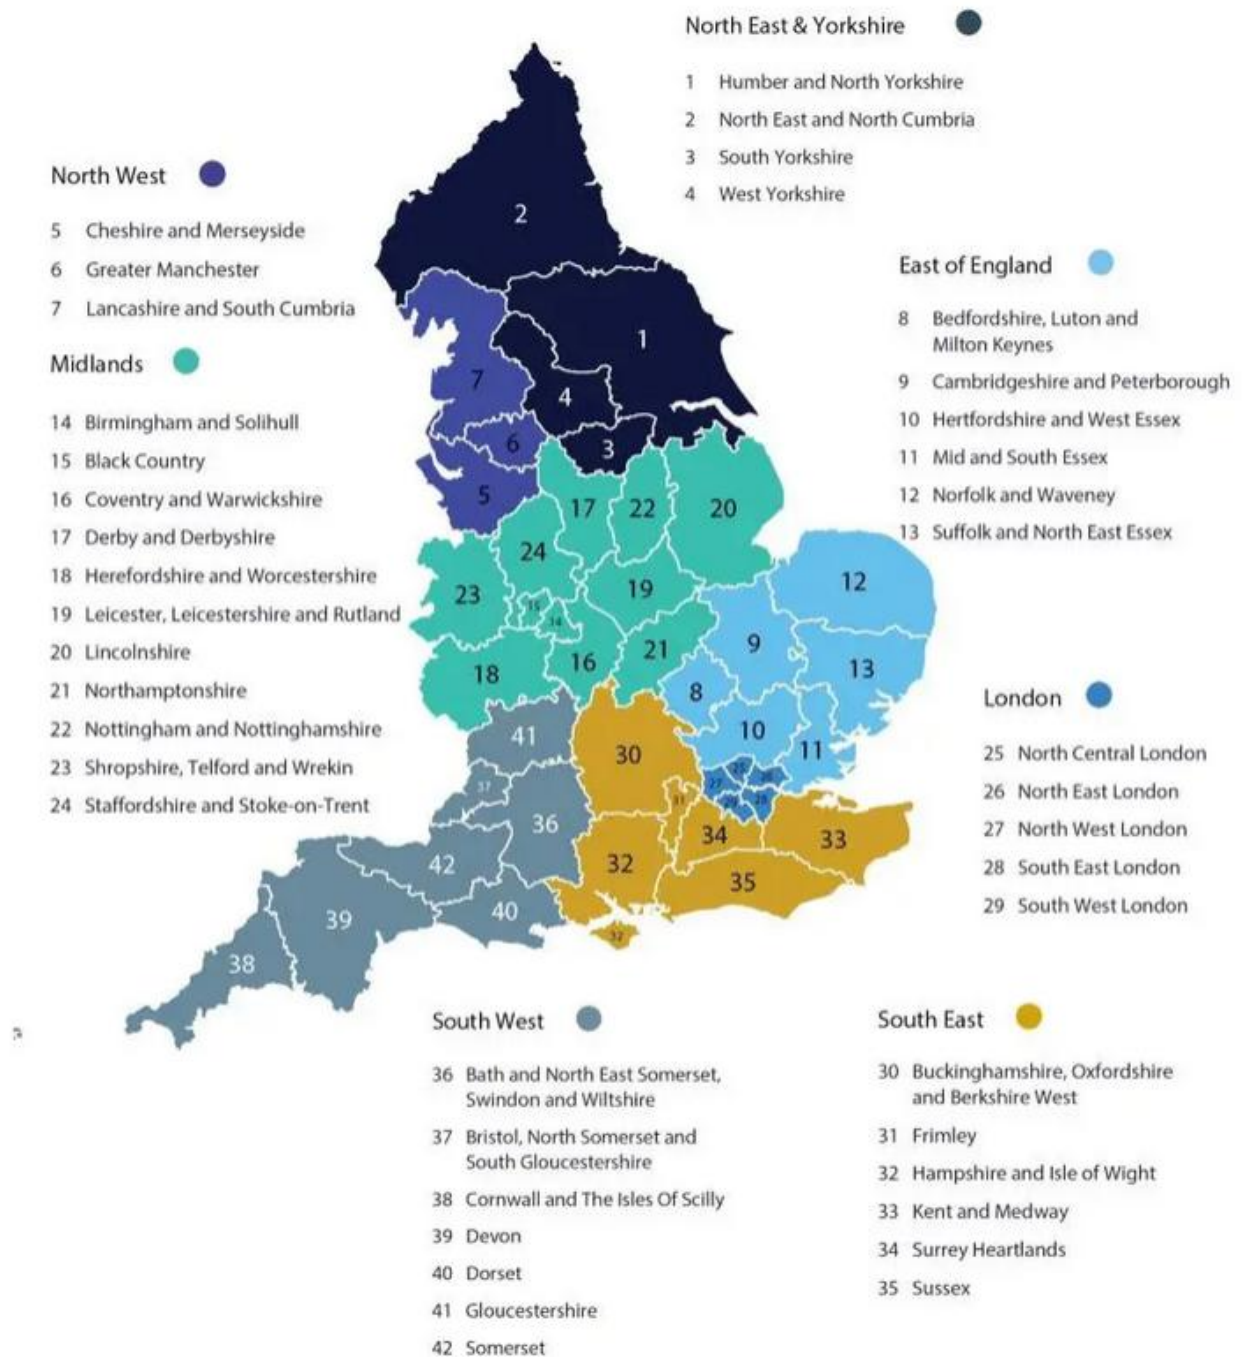 North East & Yorkshire
1 Humber and North Yorkshire
2 North East and North Cumbria
3 South Yorkshire
4 West Yorkshire
North West
5 Cheshire and Merseyside
6 Greater Manchester
7 Lancashire and South Cumbria
Midlands
14 Birmingham and Solihull
15 Black Country
16 Coventry and Warwickshire
17 Derby and Derbyshire
18 Herefordshire and Worcestershire
19 Leicester, Leicestershire and Rutland
20 Lincolnshire
21 Northamptonshire
22 Nottingham and Nottinghamshire
23 Shropshire, Telford and Wrekin
24 Staffordshire and Stoke-on-Trent
East of England
8 Bedfordshire, Luton and
Milton Keynes
9 Cambridgeshire and Peterborough
10 Hertfordshire and West Essex
11 Mid and South Essex
12 Norfolk and Waveney
13 Suffolk and North East Essex
London
25 North Central London
26 North East London
27 North West London
28 South East London
29 South West London
2
1
7
4
6
3
5
17
22
20
24
19
12
23
15
14
9
21
16
13
18
8
41
10
30
11
25
26
27
37
31
29
28
36
34
33
42
32
35
40
39
32
38
South West
36 Bath and North East Somerset,
Swindon and Wiltshire
37 Bristol, North Somerset and
South Gloucestershire
38 Cornwall and The Isles Of Scilly
39 Devon
40 Dorset
41 Gloucestershire
42 Somerset
South East
30 Buckinghamshire, Oxfordshire
and Berkshire West
31 Frimley
32 Hampshire and Isle of Wight
33 Kent and Medway
34 Surrey Heartlands
35 Sussex